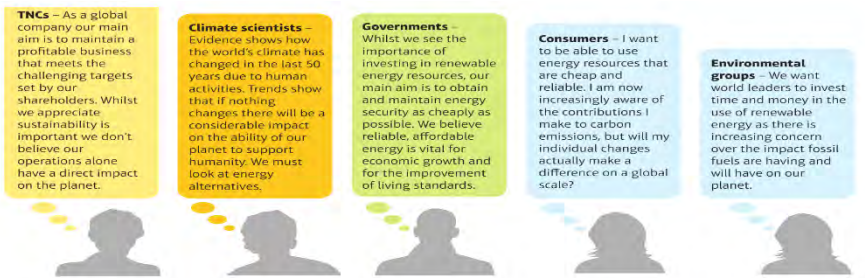 TNCs – As a global
company our main
aim is to maintain a
profitable business
that meets the
challenging targets
set by our
shareholders. Whilst
we appreciate
sustainability is
important we don't
believe our
operations alone
have a direct impact
on the planet.
Climate scientists –
Evidence shows how
the world's climate has
changed in the last 50
years due to human
activities. Trends show
that if nothing
changes there will be a
considerable impact
on the ability of our
planet to support
humanity. We must
look at energy
alternatives.
Governments –
Whilst we see the
importance of
investing in renewable
energy resources, our
main aim is to obtain
and maintain energy
security as cheaply as
possible. We believe
reliable, affordable
energy is vital for
economic growth and
for the improvement
of living standards.
Consumers – I want
to be able to use
energy resources that
are cheap and
reliable. I am now
increasingly aware of
the contributions I
make to carbon
emissions, but will my
individual changes
actually make a
difference on a global
scale?
Environmental
groups – We want
world leaders to invest
time and money in the
use of renewable
energy as there is
increasing concern
over the impact fossil
fuels are having and
will have on our
planet.